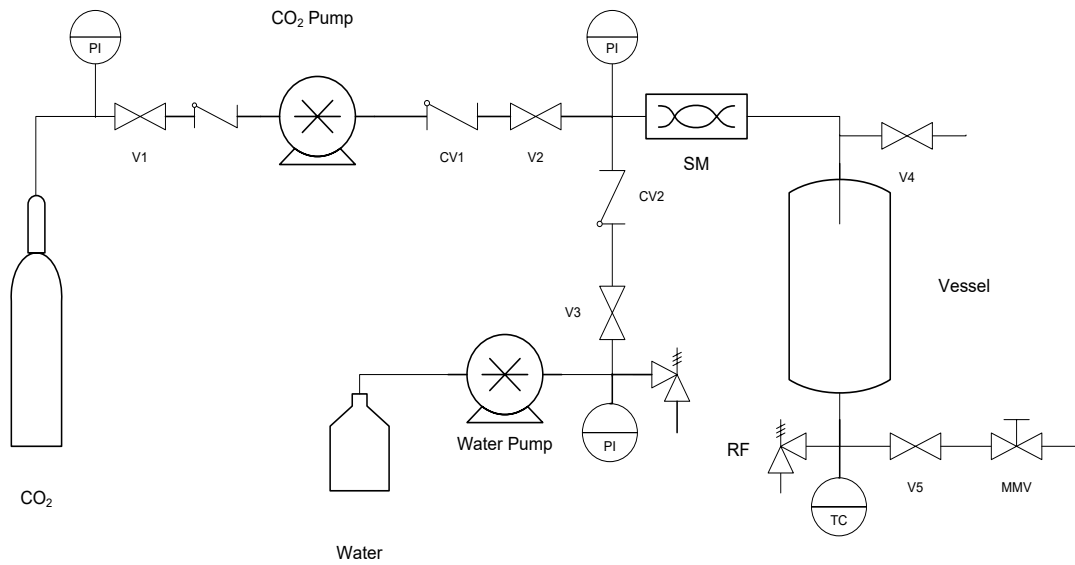 CO₂ Pump
PI
PI
V1
CV1
V2
SM
V4
CV2
Vessel
V3
Water Pump
PI
RF
V5
MMV
CO₂
TC
Water